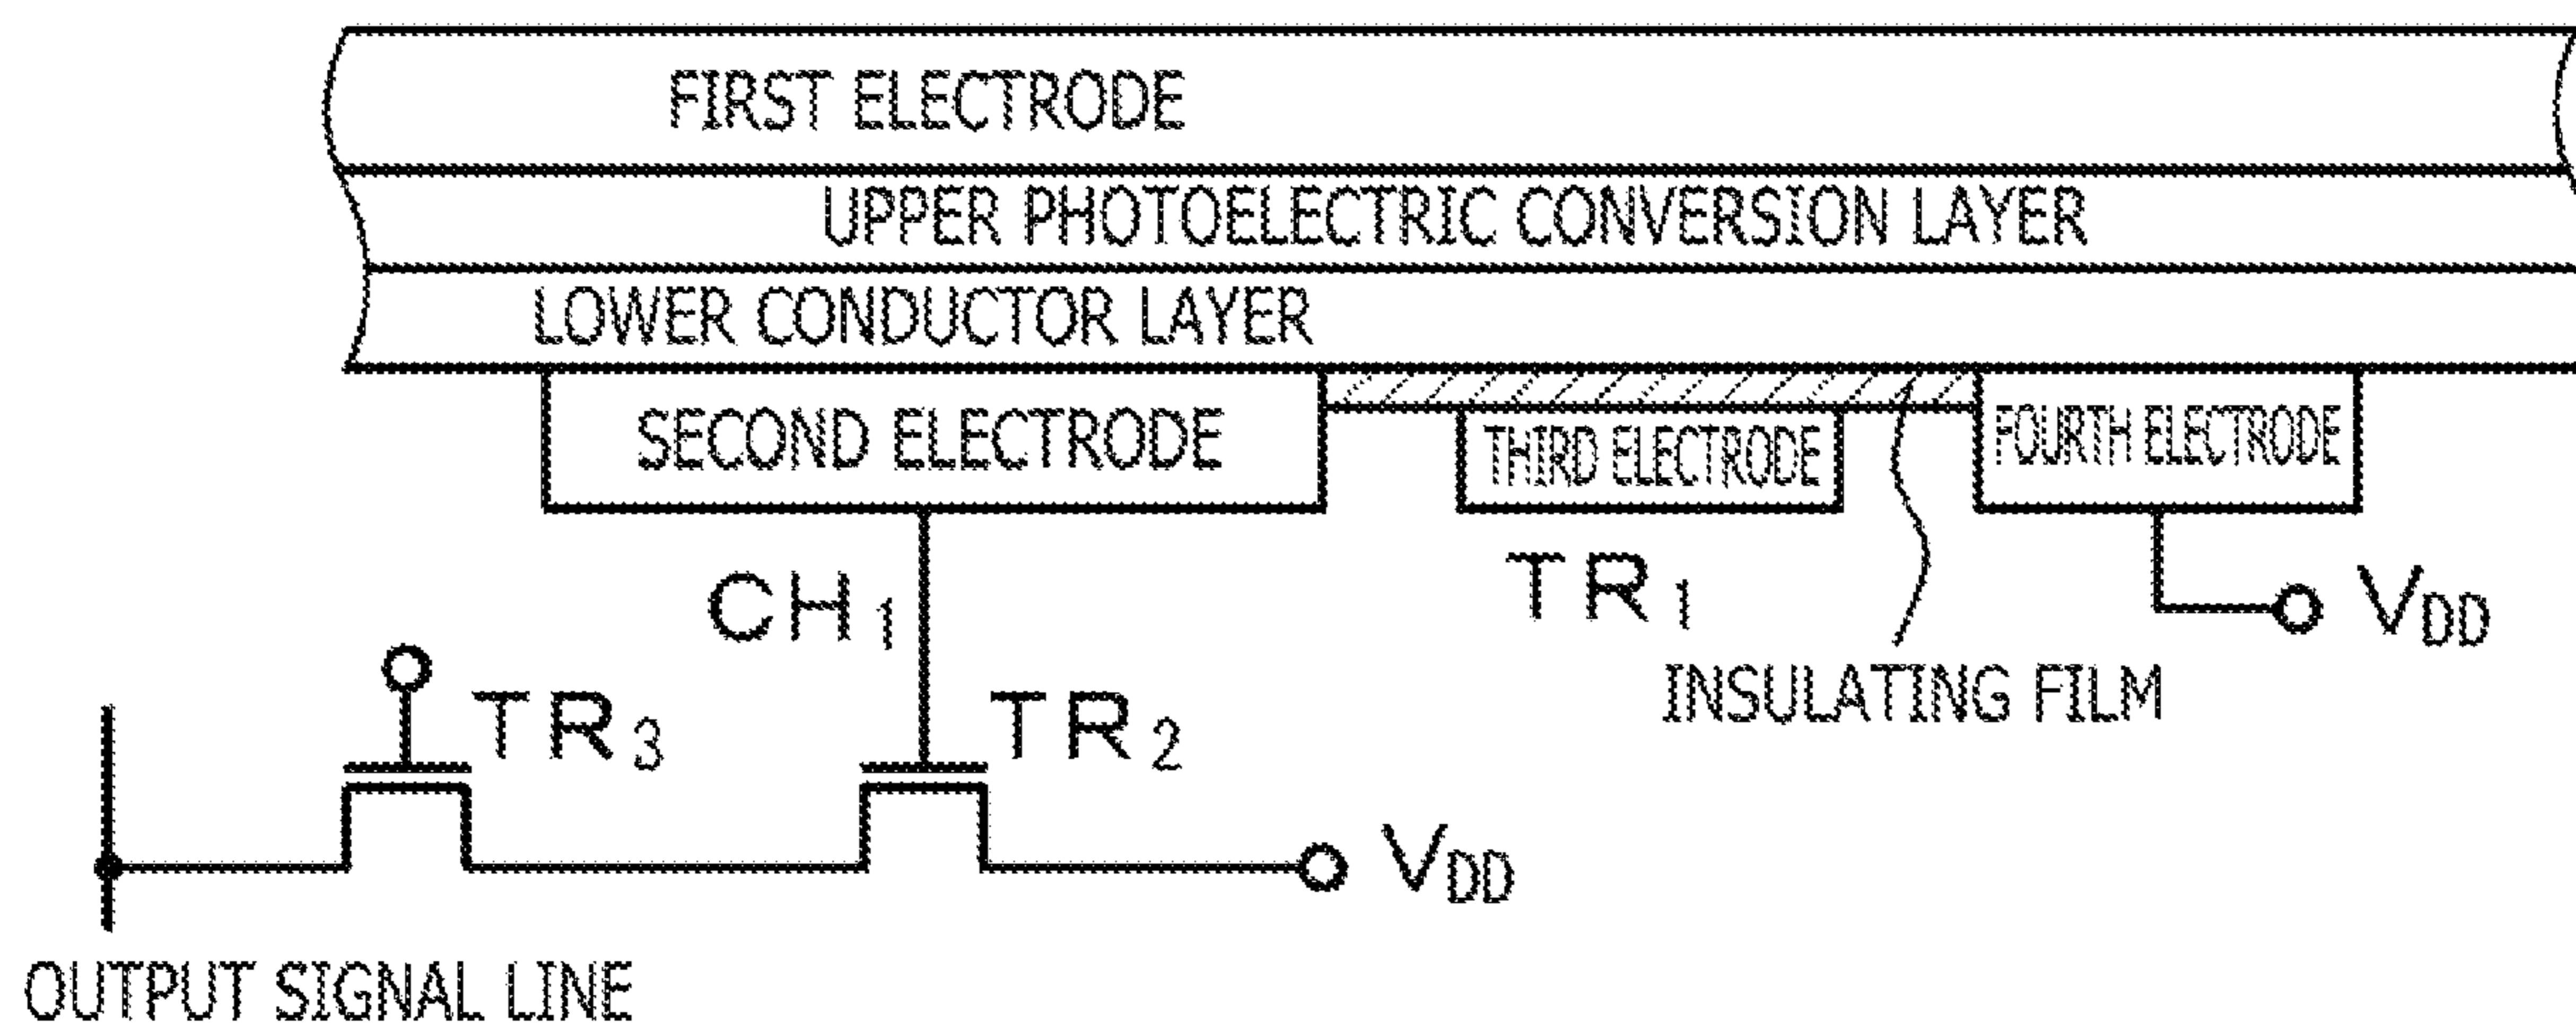 FIRST ELECTRODE
UPPER PHOTOELECTRIC CONVERSION LAYER
LOWER CONDUCTOR LAYER
SECOND ELECTRODE
THIRD ELECTRODE
FOURTH ELECTRODE
CH1
TR1
VDD
INSULATING FILM
TR3
TR2
VDD
OUTPUT SIGNAL LINE